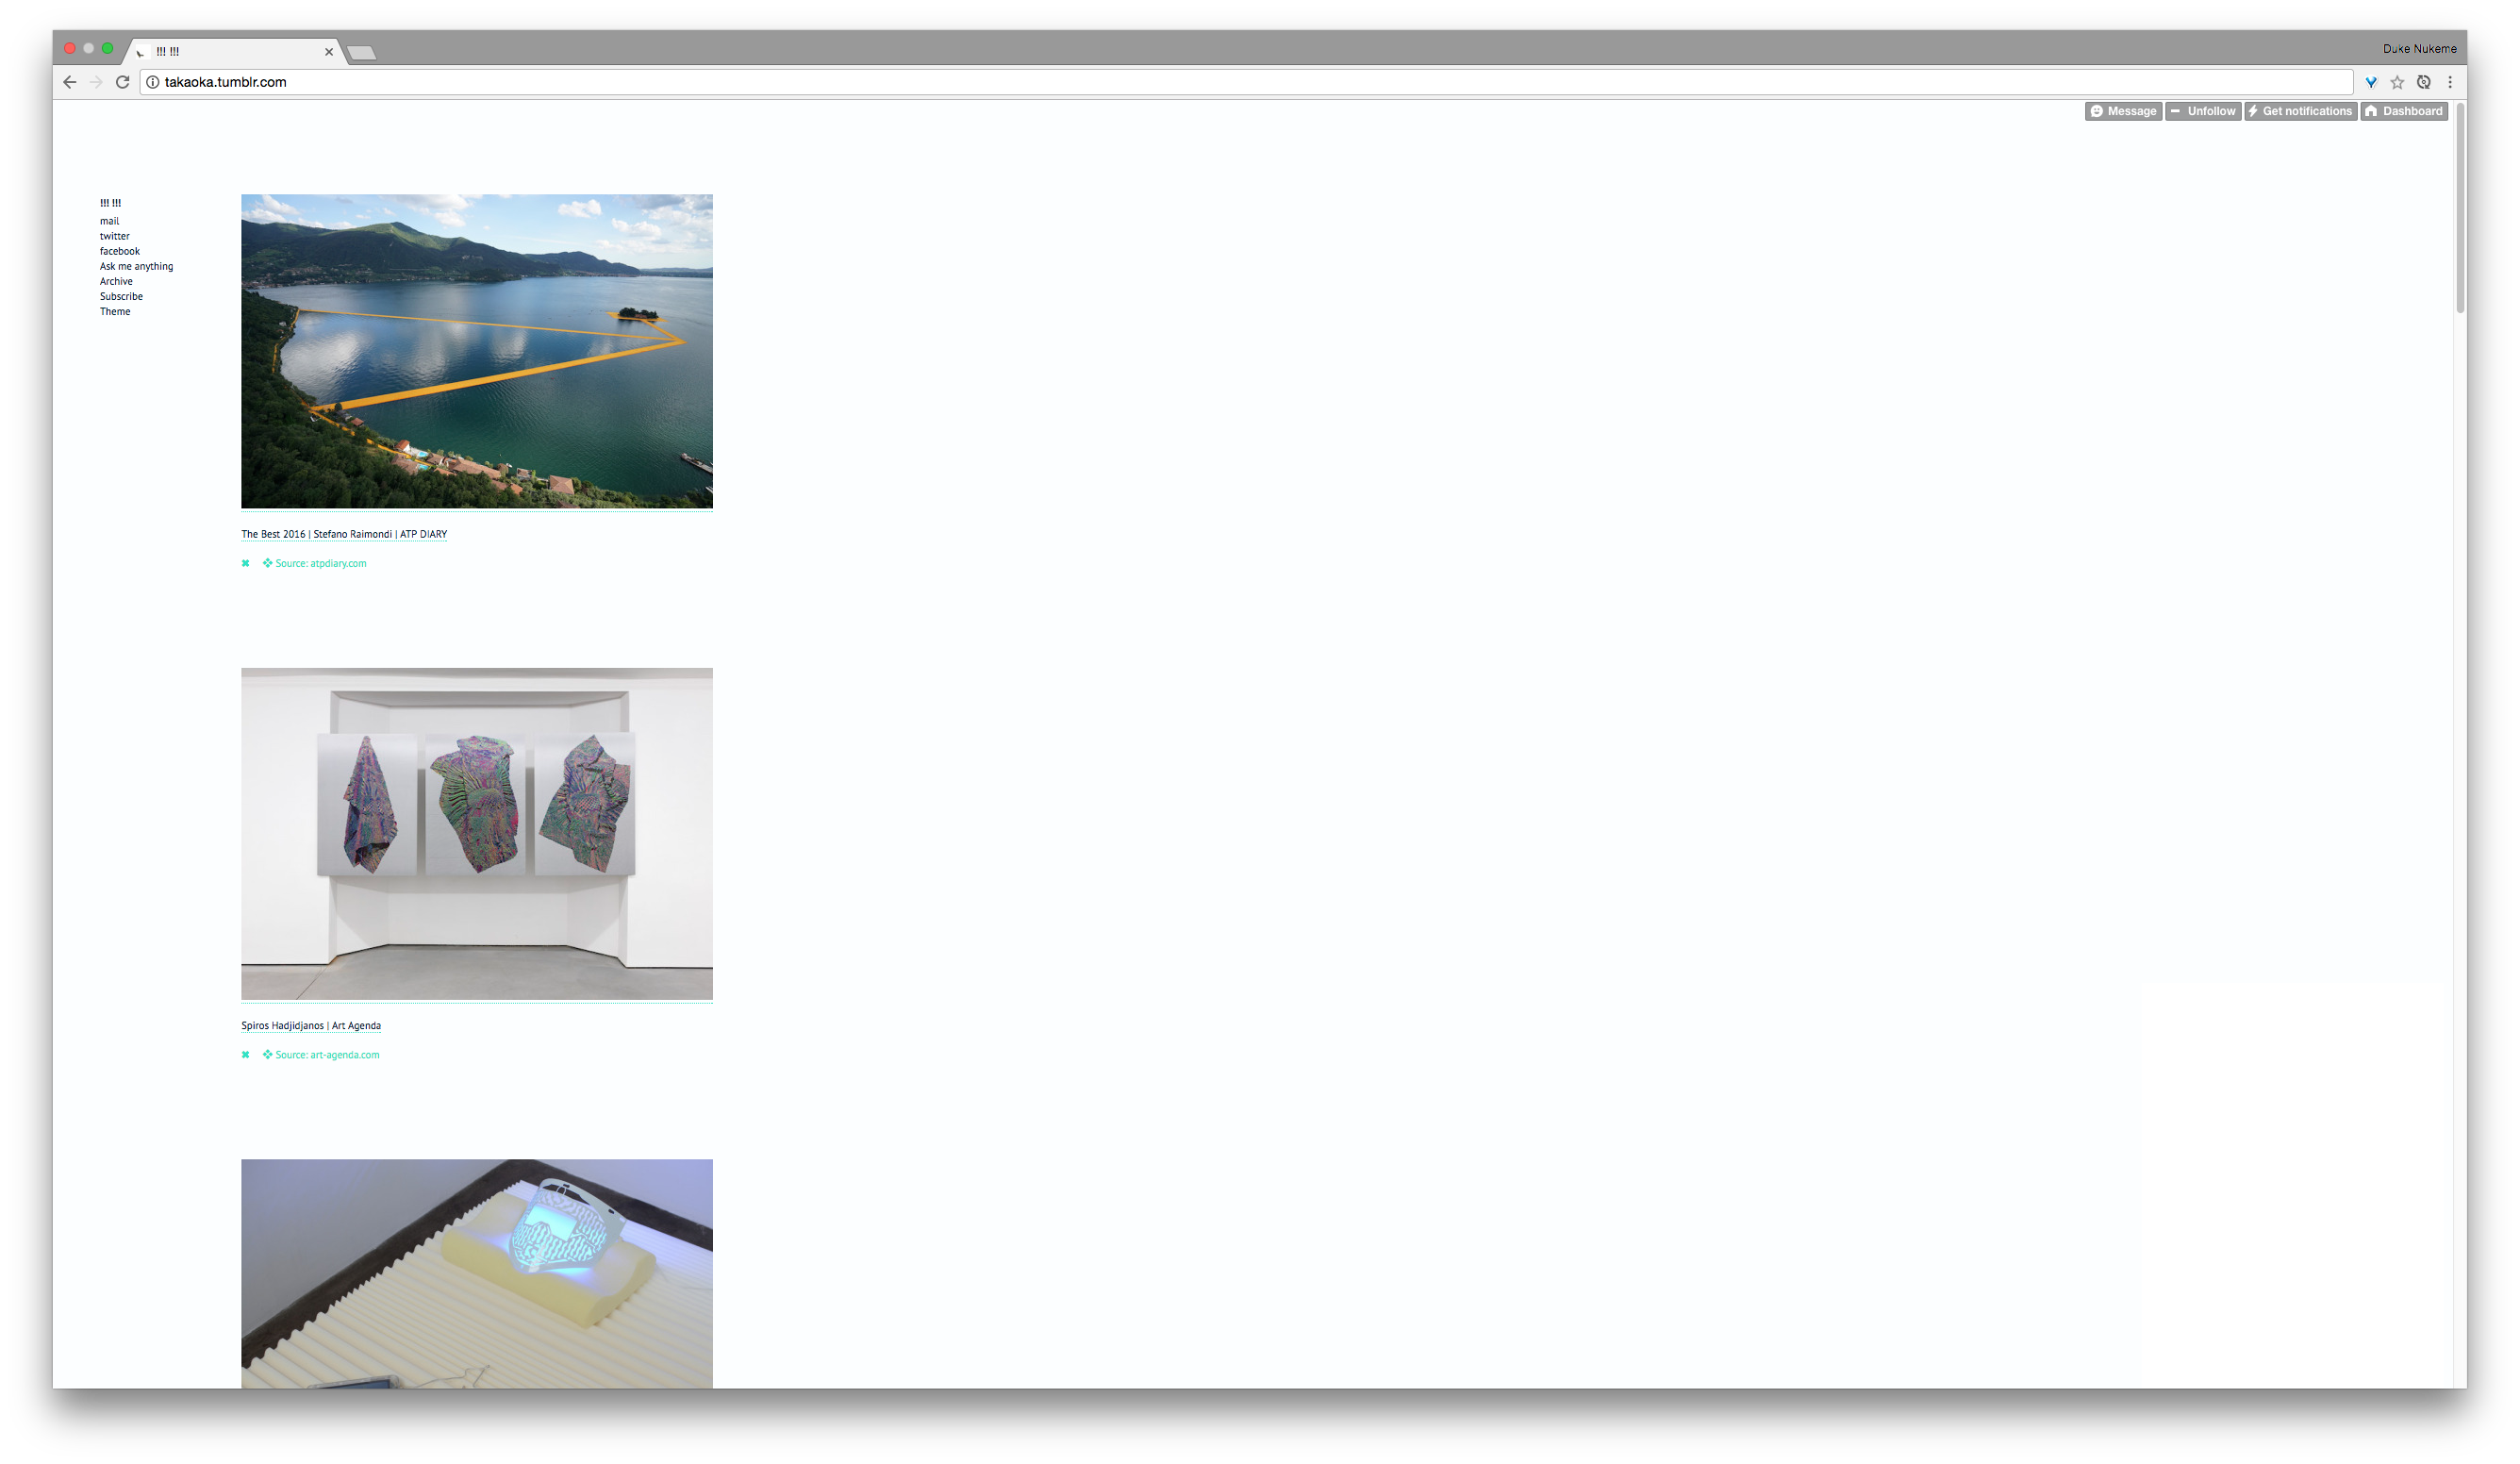 !!! !!!
Duke Nukeme
takaoka.tumblr.com
Message
Unfollow
Get notifications
Dashboard
!!! !!!
mail
twitter
facebook
Ask me anything
Archive
Subscribe
Theme
The Best 2016 | Stefano Raimondi | ATP DIARY
✖ ❖ Source: atpdiary.com
Spiros Hadjidjanos | Art Agenda
✖ ❖ Source: art-agenda.com